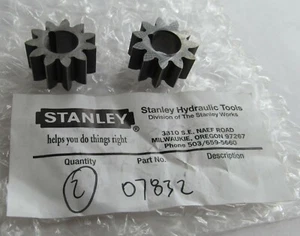 STANLEY
helps you do things right
Stanley Hydraulic Tools
Division of The Stanley Works
3810 S.E. NAEF ROAD
MILWAUKIE, OREGON 97267
Phone 503/659-5660
Quantity Part No. Description
2 07832